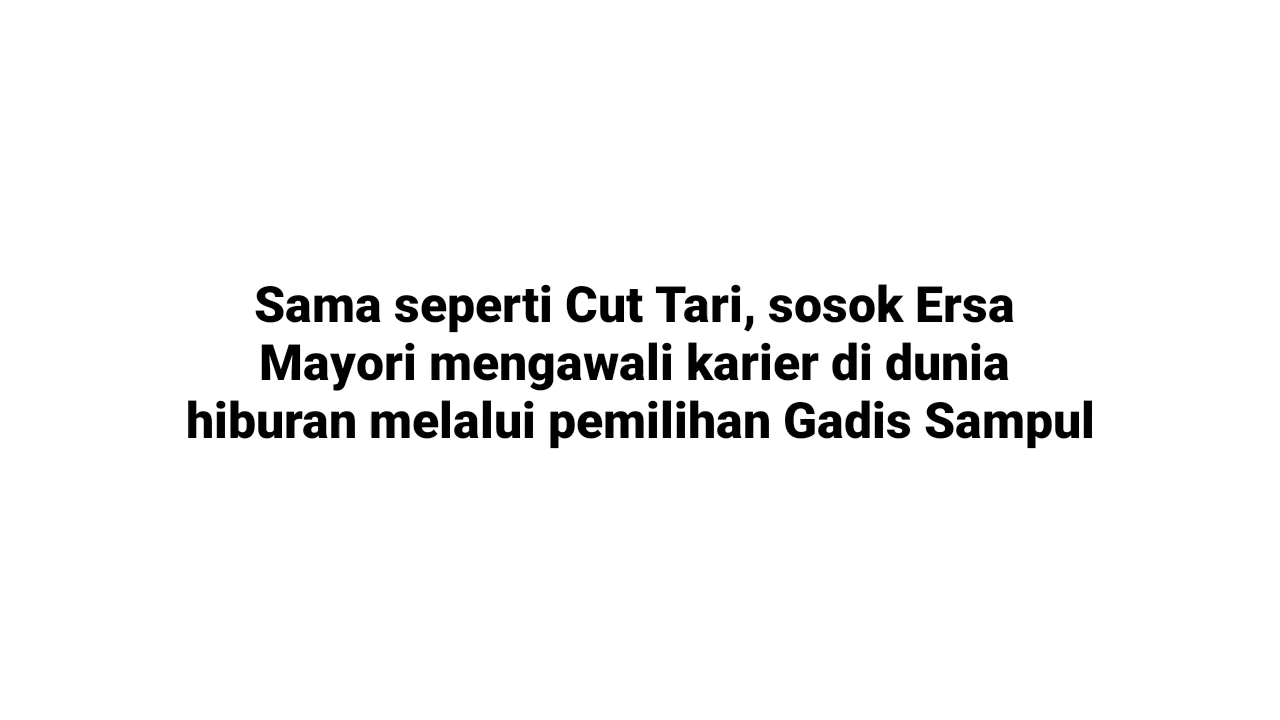 Sama seperti Cut Tari, sosok Ersa
Mayori mengawali karier di dunia
hiburan melalui pemilihan Gadis Sampul